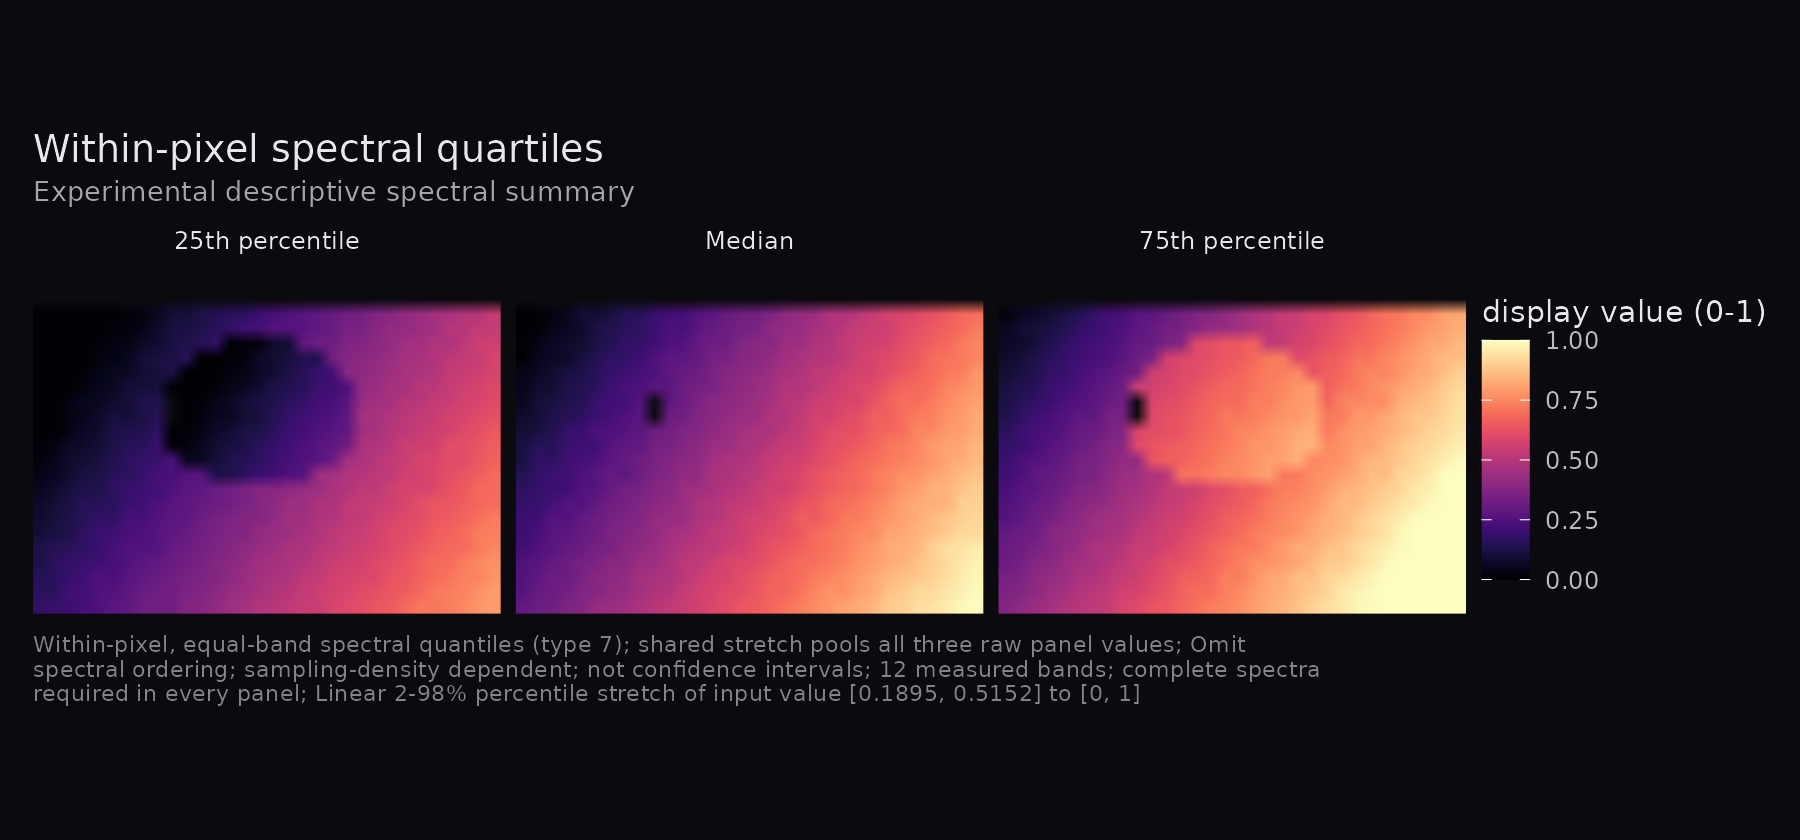 Within-pixel spectral quartiles
Experimental descriptive spectral summary
25th percentile
Median
75th percentile
display value (0-1)
1.00
0.75
0.50
0.25
0.00
Within-pixel, equal-band spectral quantiles (type 7); shared stretch pools all three raw panel values; Omit
spectral ordering; sampling-density dependent; not confidence intervals; 12 measured bands; complete spectra
required in every panel; Linear 2-98% percentile stretch of input value [0.1895, 0.5152] to [0, 1]